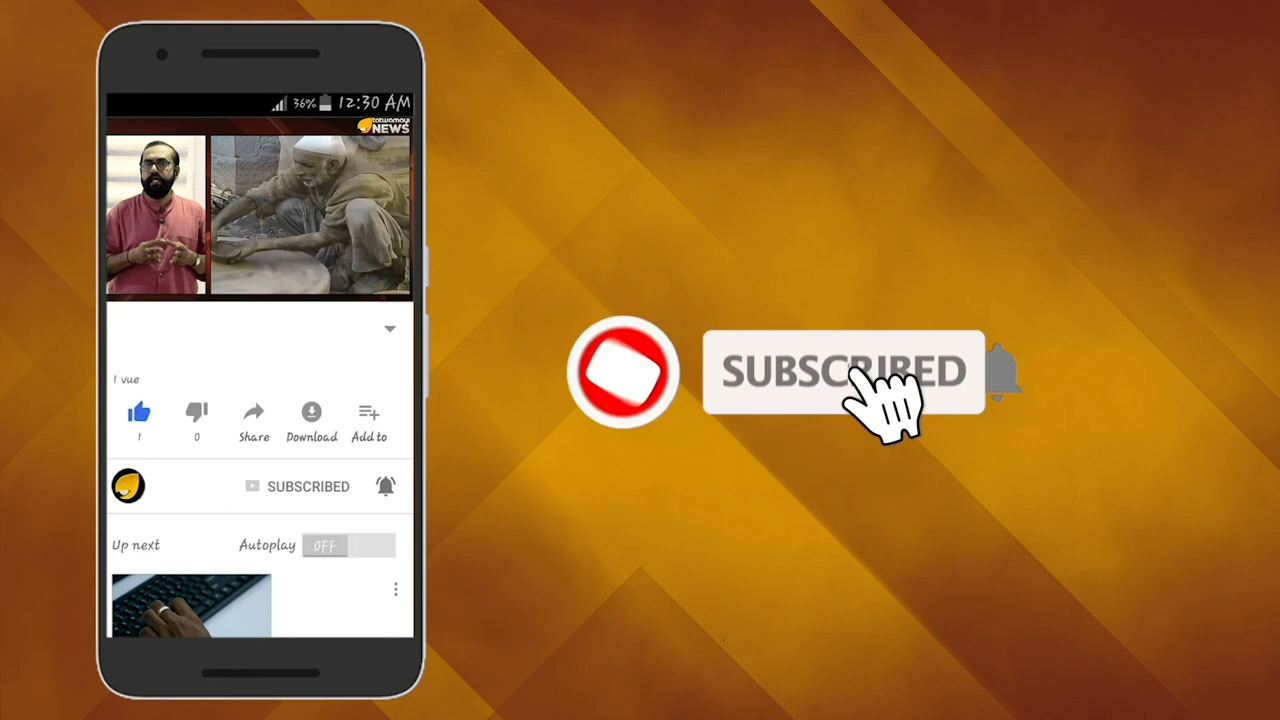 36% 12:30 AM
tatwamayi
NEWS
1 vue
1
0
Share
Download
Add to
SUBSCRIBED
Up next
Autoplay
OFF
SUBSCRIBED